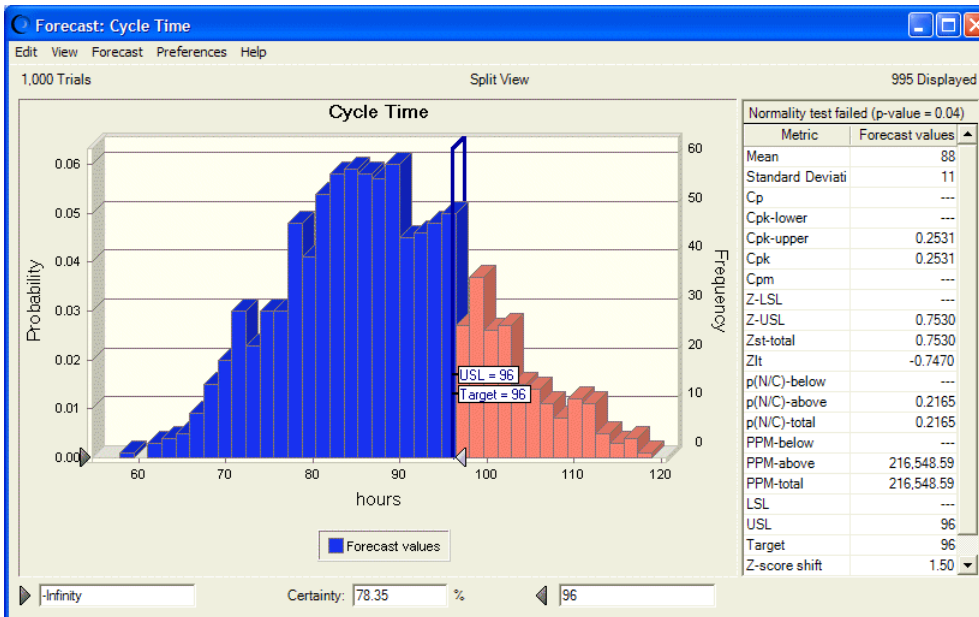 Forecast: Cycle Time
Edit View Forecast Preferences Help
1,000 Trials Split View 995 Displayed
Cycle Time
Probability
0.06
0.05
0.04
0.03
0.02
0.01
0.00
60
50
40
30
20
10
0
Frequency
USL = 96
Target = 96
60 70 80 90 100 110 120
hours
Forecast values
Normality test failed (p-value = 0.04)
Metric Forecast values
Mean 88
Standard Deviati 11
Cp ---
Cpk-lower ---
Cpk-upper 0.2531
Cpk 0.2531
Cpm ---
Z-LSL ---
Z-USL 0.7530
Zst-total 0.7530
Zlt -0.7470
p(N/C)-below ---
p(N/C)-above 0.2165
p(N/C)-total 0.2165
PPM-below ---
PPM-above 216,548.59
PPM-total 216,548.59
LSL ---
USL 96
Target 96
Z-score shift 1.50
-Infinity Certainty: 78.35 % 96